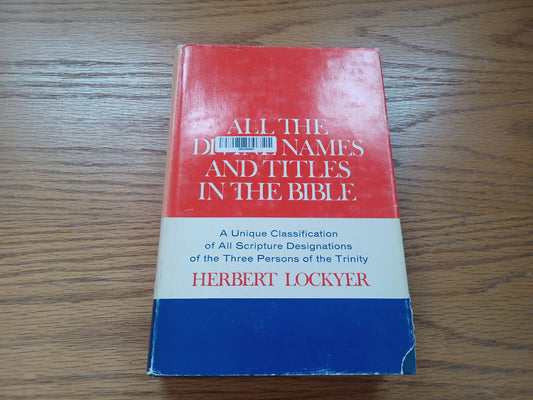 ALL THE
NAMES
AND TITLES
IN THE BIBLE
A Unique Classification
of All Scripture Designations
of the Three Persons of the Trinity
HERBERT LOCKYER